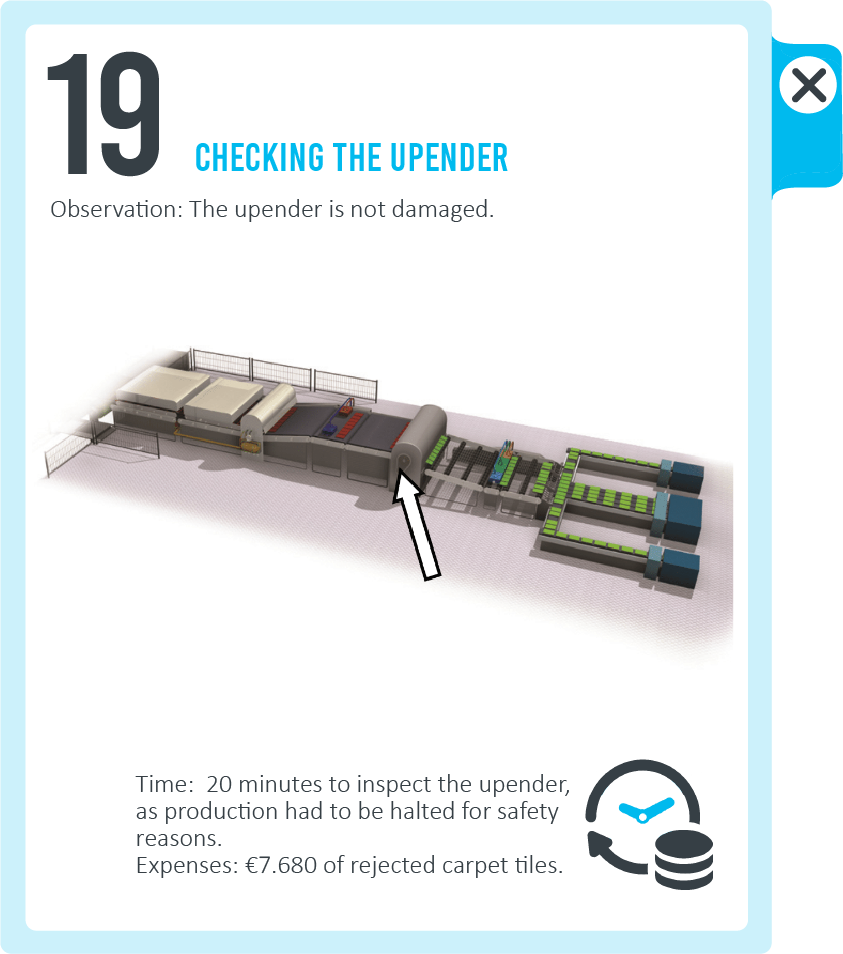 19
CHECKING THE UPENDER
Observation: The upender is not damaged.
Time:  20 minutes to inspect the upender,
as production had to be halted for safety
reasons.
Expenses: €7.680 of rejected carpet tiles.